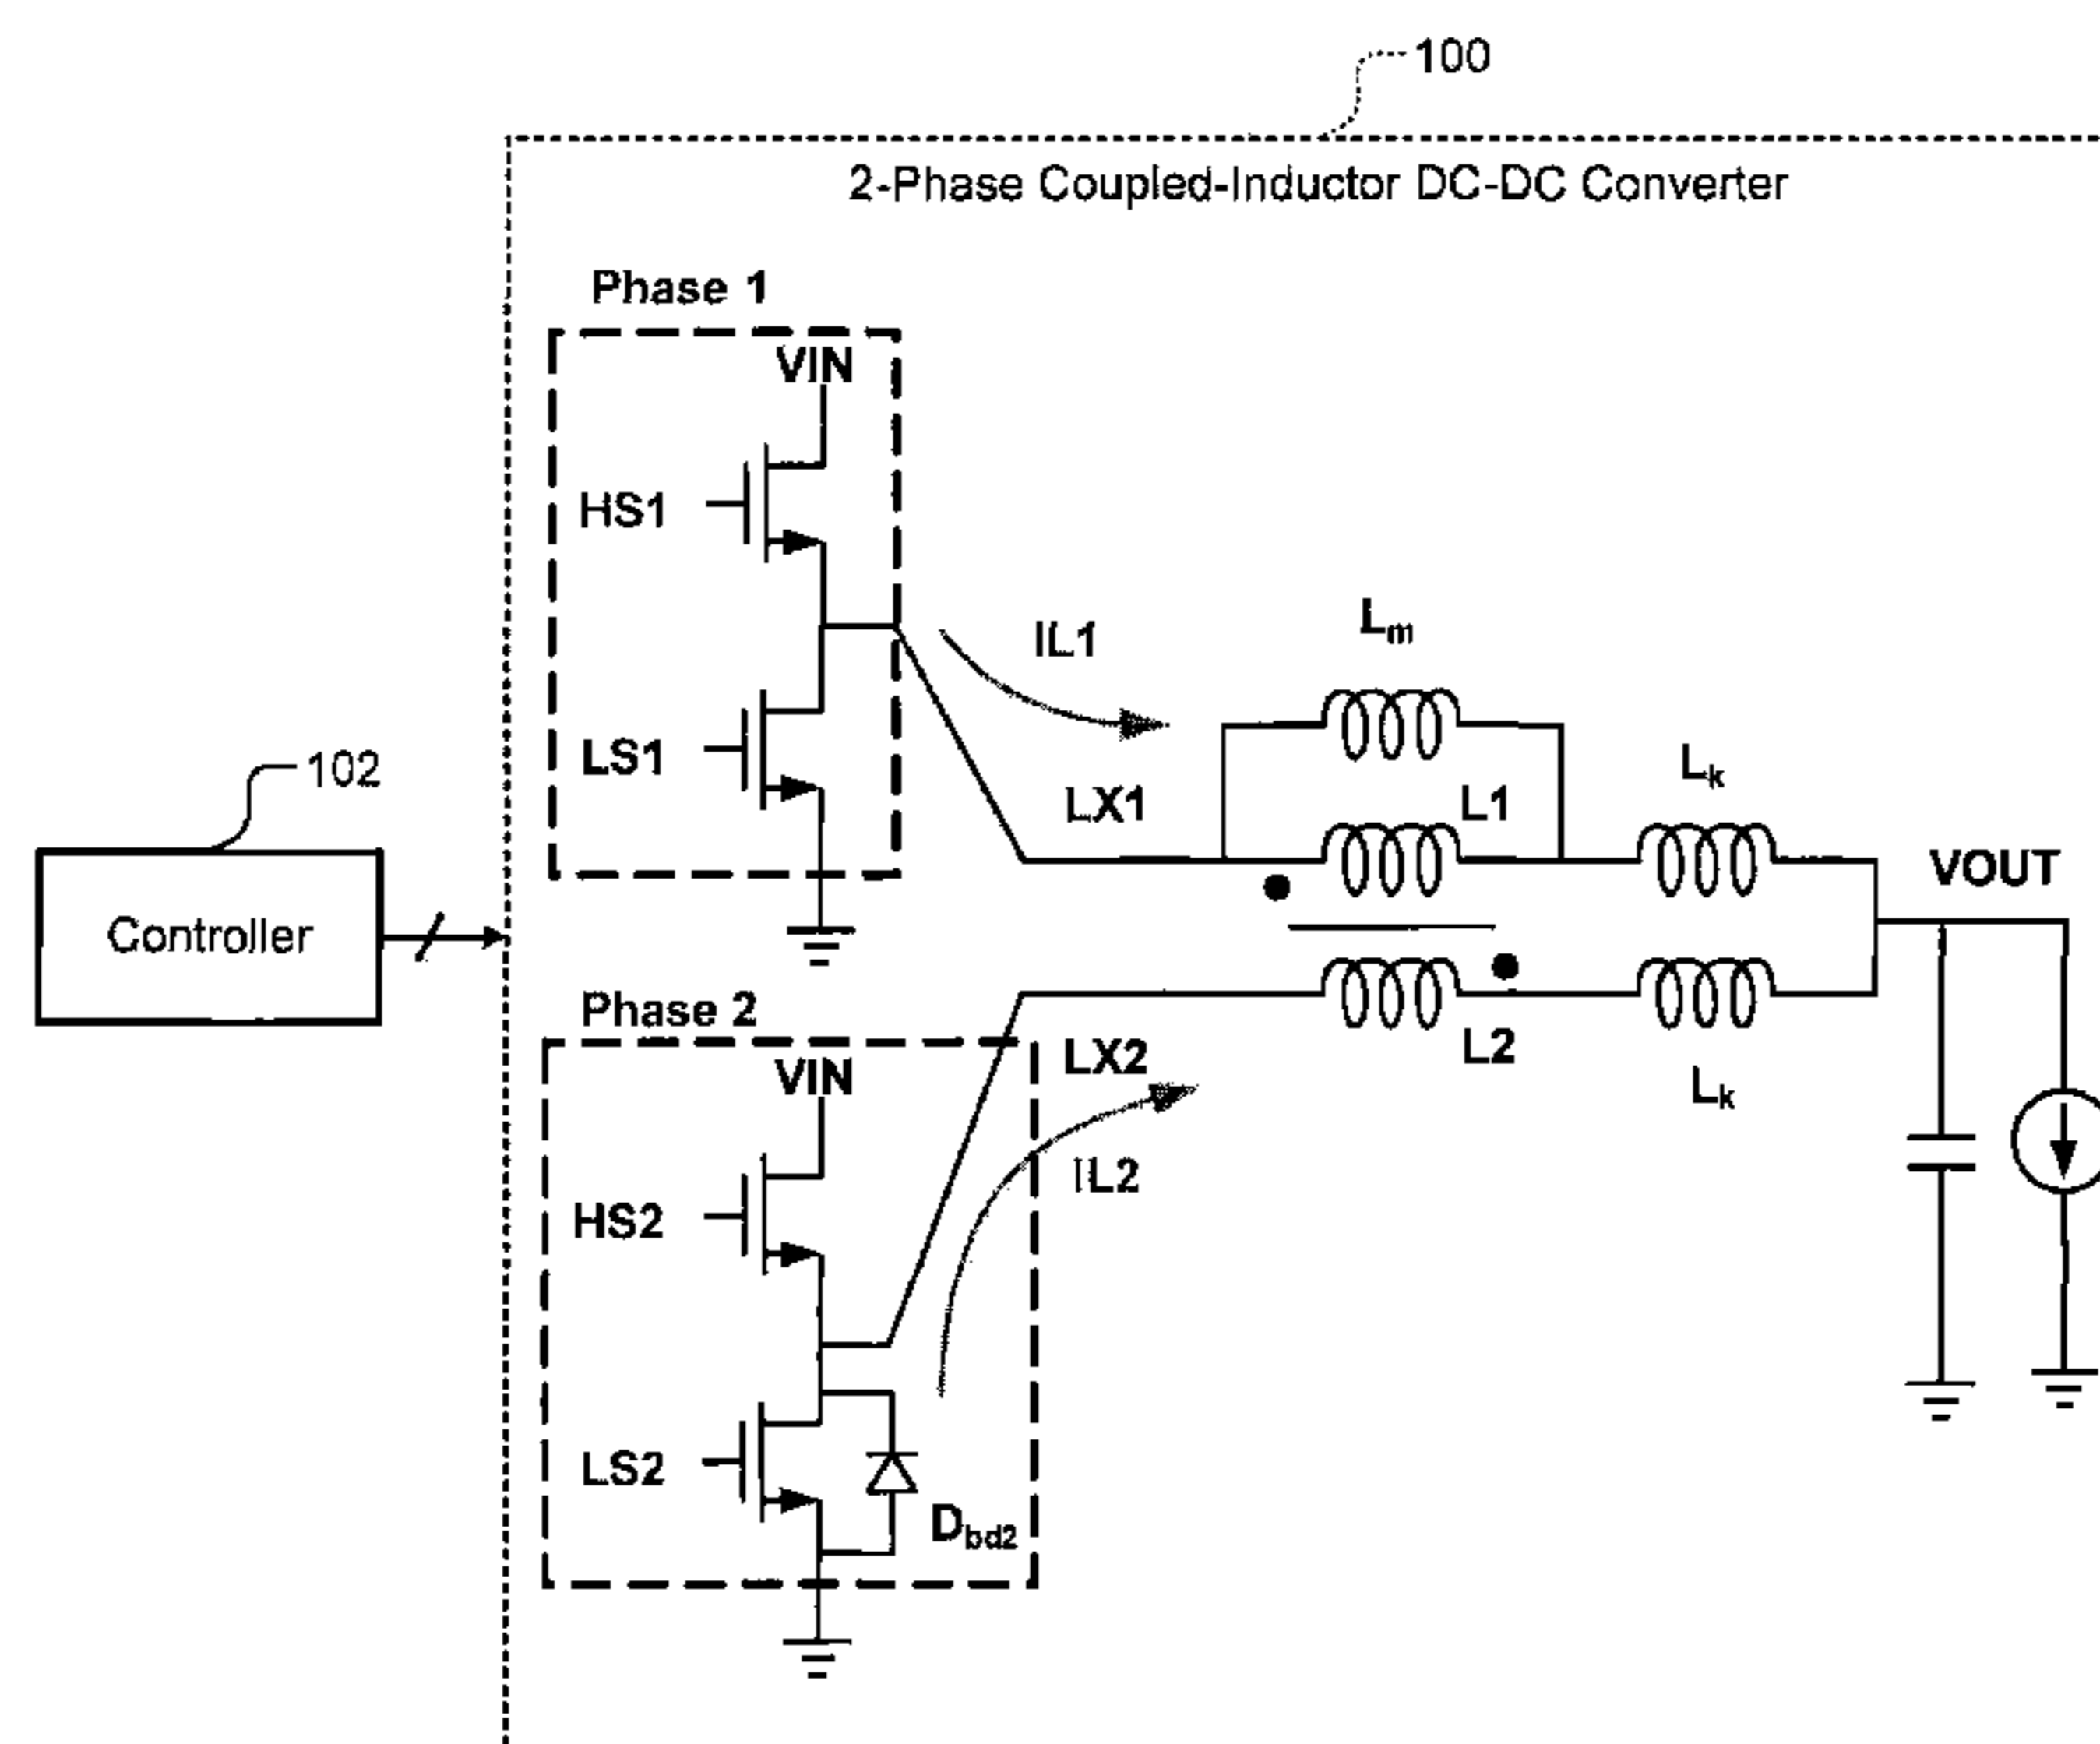 100
2-Phase Coupled-Inductor DC-DC Converter
Phase 1
VIN
HS1
IL1
Lm
LS1
102
LX1
L1
Lk
VOUT
Controller
Phase 2
VIN
LX2
L2
Lk
HS2
IL2
LS2
Dbd2